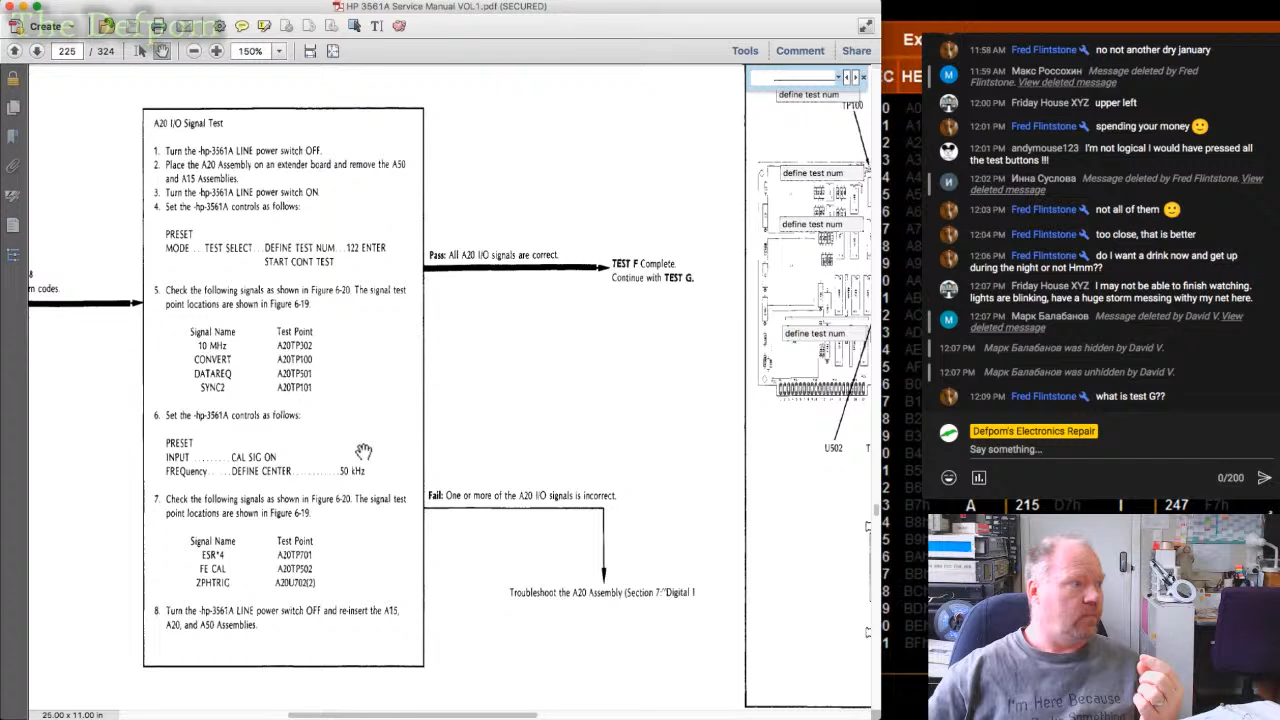 HP 3561A Service Manual VOL1.pdf (SECURED)
The Defpom
Create
225 / 324
150%
Tools
Comment
Share
A20 I/O Signal Test
1. Turn the -hp-3561A LINE power switch OFF.
2. Place the A20 Assembly on an extender board and remove the A50
and A15 Assemblies.
3. Turn the -hp-3561A LINE power switch ON.
4. Set the -hp-3561A controls as follows:
PRESET
MODE . . TEST SELECT . . . DEFINE TEST NUM . . . 122 ENTER
START CONT TEST
5. Check the following signals as shown in Figure 6-20. The signal test
point locations are shown in Figure 6-19.
Signal Name Test Point
10 MHz A20TP302
CONVERT A20TP100
DATAREQ A20TP501
SYNC2 A20TP101
6. Set the -hp-3561A controls as follows:
PRESET
INPUT . . . . . . . . . CAL SIG ON
FREQuency . . . . . DEFINE CENTER . . . . . . . . . . . . 50 kHz
7. Check the following signals as shown in Figure 6-20. The signal test
point locations are shown in Figure 6-19.
Signal Name Test Point
ESR*4 A20TP701
FE CAL A20TP502
ZPHTRIG A20U702(2)
8. Turn the -hp-3561A LINE power switch OFF and re-insert the A15,
A20, and A50 Assemblies.
8
m codes.
Pass: All A20 I/O signals are correct.
TEST F Complete.
Continue with TEST G.
Fail: One or more of the A20 I/O signals is incorrect.
Troubleshoot the A20 Assembly (Section 7:"Digital I
define test num
TP100
define test num
define test num
define test num
U502
T
25.00 x 11.00 in
Ex
C HE
11:58 AM Fred Flintstone no not another dry january
11:59 AM Макс Россохин Message deleted by Fred
Flintstone. View deleted message
12:00 PM Friday House XYZ upper left
12:01 PM Fred Flintstone spending your money 🙂
12:01 PM andymouse123 I'm not logical I would have pressed all
the test buttons !!!
12:02 PM Инна Суслова Message deleted by Fred Flintstone. View
deleted message
12:03 PM Fred Flintstone not all of them 🙂
12:04 PM Fred Flintstone too close, that is better
12:06 PM Fred Flintstone do I want a drink now and get up
during the night or not Hmm??
12:07 PM Friday House XYZ I may not be able to finish watching.
lights are blinking, have a huge storm messing withy my net here.
12:07 PM Марк Балабанов Message deleted by David V. View
deleted message
12:07 PM Марк Балабанов was hidden by David V.
12:07 PM Марк Балабанов was unhidden by David V.
12:09 PM Fred Flintstone what is test G??
Defpom's Electronics Repair
Say something...
0/200
A 215 D7h I 247 F7h
I'm Here Because